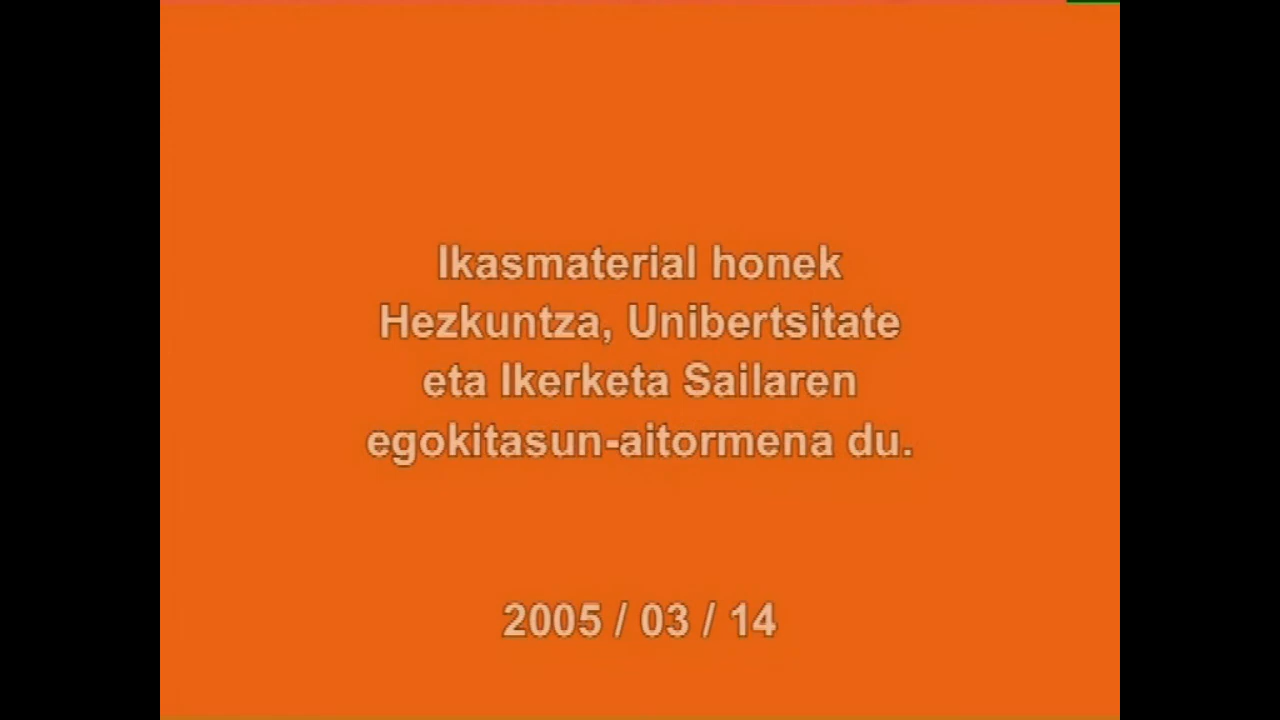 Ikasmaterial honek
Hezkuntza, Unibertsitate
eta Ikerketa Sailaren
egokitasun-aitormena du.
2005 / 03 / 14